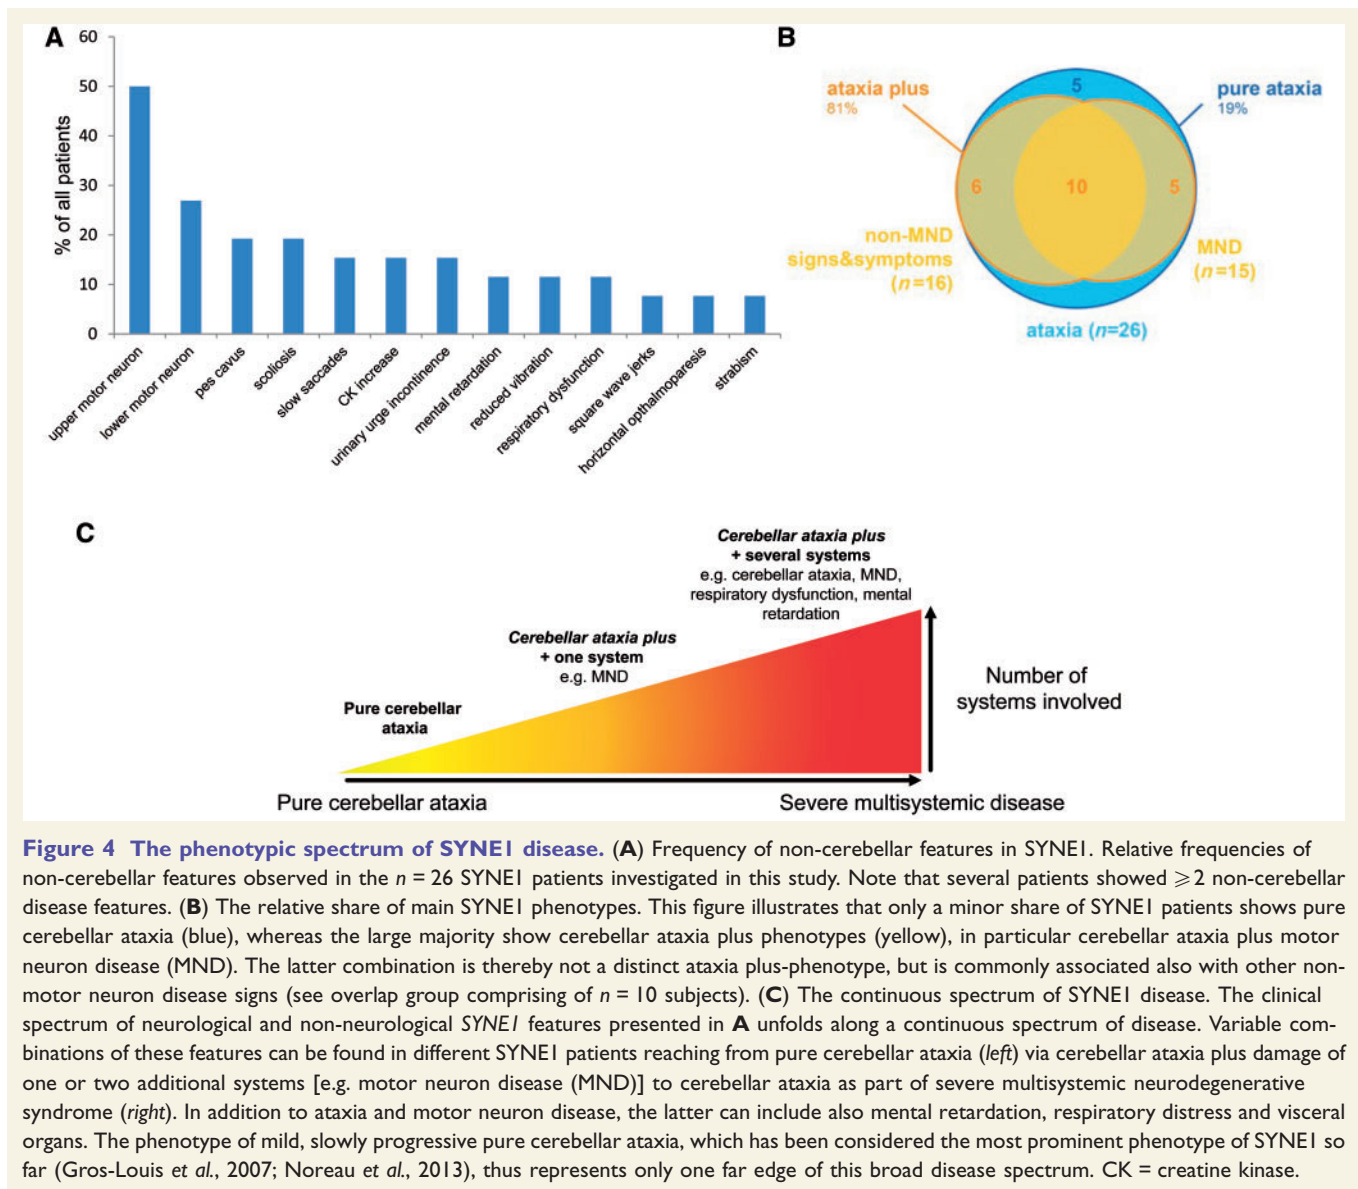 A
60
50
40
30
20
10
0
% of all patients
upper motor neuron
lower motor neuron
pes cavus
scoliosis
slow saccades
CK increase
urinary urge incontinence
mental retardation
reduced vibration
respiratory dysfunction
square wave jerks
horizontal opthalmoparesis
strabism
B
ataxia plus
81%
pure ataxia
19%
5
6
10
5
non-MND
signs&symptoms
(n=16)
MND
(n=15)
ataxia (n=26)
C
Cerebellar ataxia plus
+ several systems
e.g. cerebellar ataxia, MND,
respiratory dysfunction, mental
retardation
Cerebellar ataxia plus
+ one system
e.g. MND
Pure cerebellar
ataxia
Number of
systems involved
Pure cerebellar ataxia
Severe multisystemic disease
Figure 4 The phenotypic spectrum of SYNE1 disease. (A) Frequency of non-cerebellar features in SYNE1. Relative frequencies of
non-cerebellar features observed in the n = 26 SYNE1 patients investigated in this study. Note that several patients showed ⩾2 non-cerebellar
disease features. (B) The relative share of main SYNE1 phenotypes. This figure illustrates that only a minor share of SYNE1 patients shows pure
cerebellar ataxia (blue), whereas the large majority show cerebellar ataxia plus phenotypes (yellow), in particular cerebellar ataxia plus motor
neuron disease (MND). The latter combination is thereby not a distinct ataxia plus-phenotype, but is commonly associated also with other non-
motor neuron disease signs (see overlap group comprising of n = 10 subjects). (C) The continuous spectrum of SYNE1 disease. The clinical
spectrum of neurological and non-neurological SYNE1 features presented in A unfolds along a continuous spectrum of disease. Variable com-
binations of these features can be found in different SYNE1 patients reaching from pure cerebellar ataxia (left) via cerebellar ataxia plus damage of
one or two additional systems [e.g. motor neuron disease (MND)] to cerebellar ataxia as part of severe multisystemic neurodegenerative
syndrome (right). In addition to ataxia and motor neuron disease, the latter can include also mental retardation, respiratory distress and visceral
organs. The phenotype of mild, slowly progressive pure cerebellar ataxia, which has been considered the most prominent phenotype of SYNE1 so
far (Gros-Louis et al., 2007; Noreau et al., 2013), thus represents only one far edge of this broad disease spectrum. CK = creatine kinase.